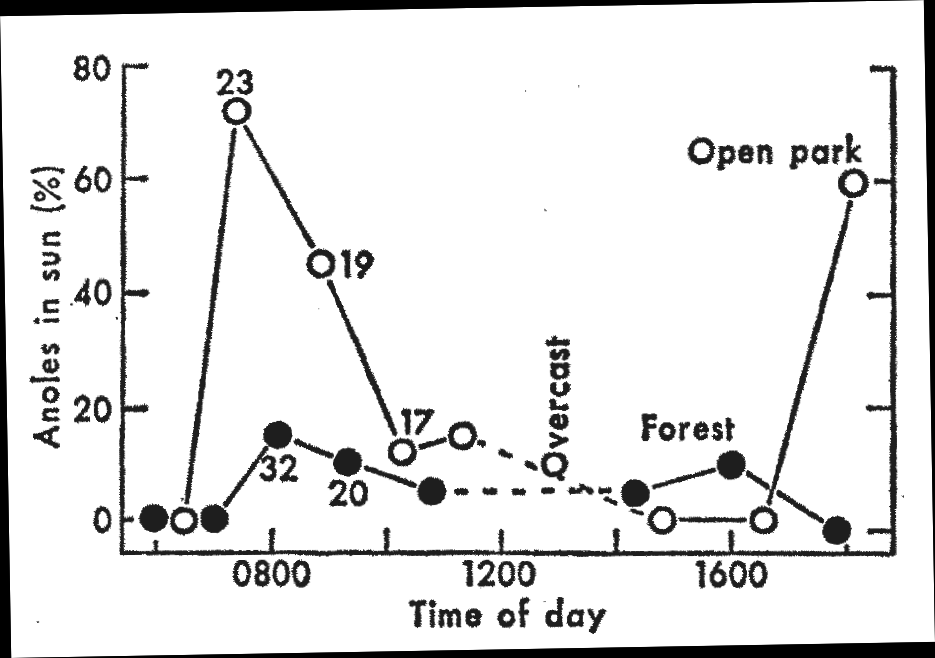 80
60
40
20
0
Anoles in sun (%)
23
19
17
32
20
Overcast
Forest
Open park
0800 1200 1600
Time of day